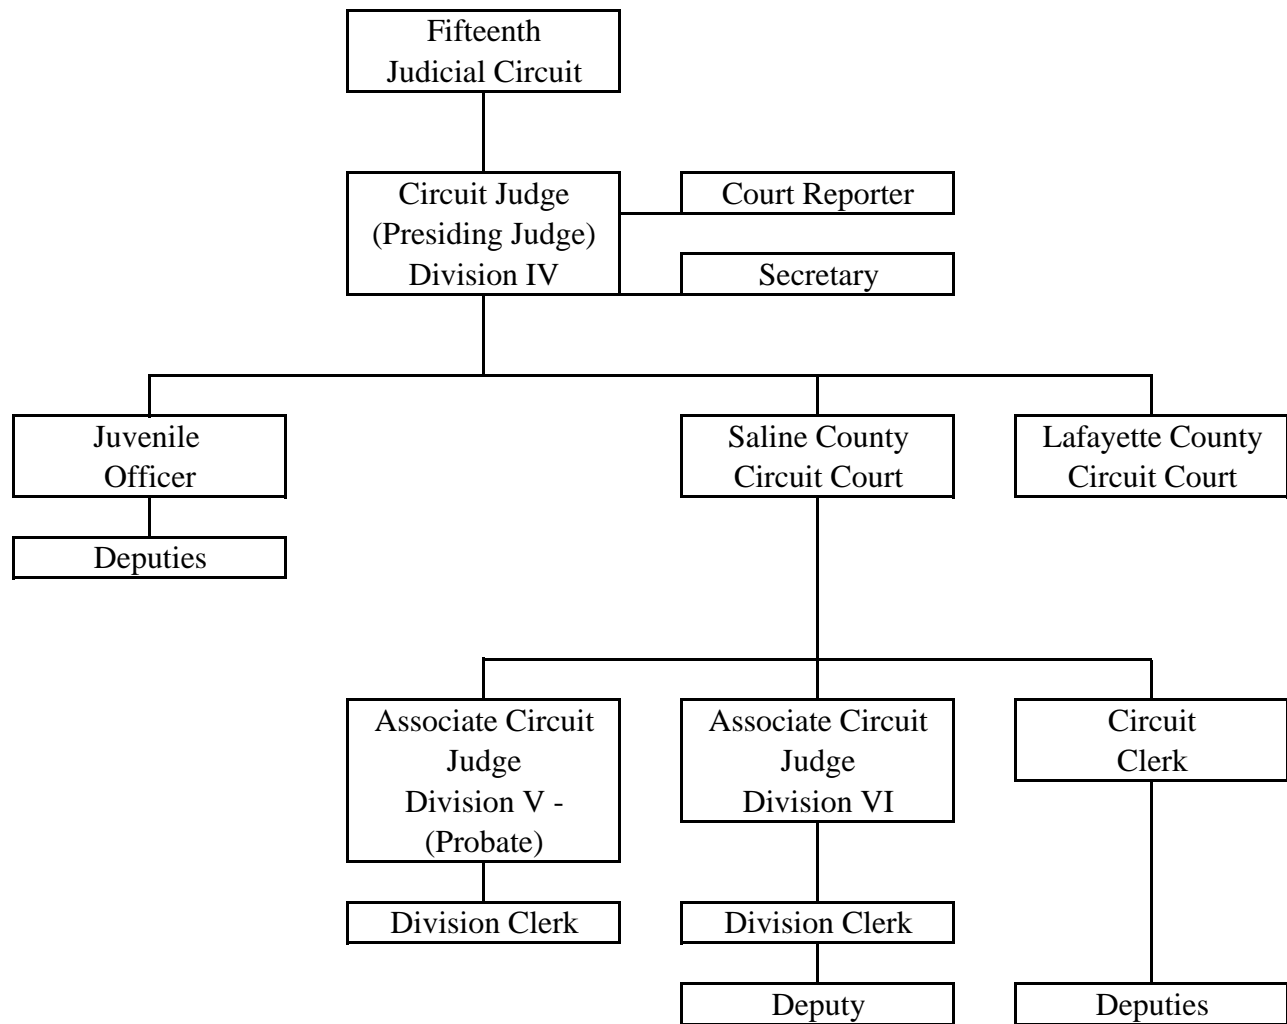 Fifteenth
Judicial Circuit
Circuit Judge
(Presiding Judge)
Division IV
Court Reporter
Secretary
Juvenile
Officer
Saline County
Circuit Court
Lafayette County
Circuit Court
Deputies
Associate Circuit
Judge
Division V -
(Probate)
Associate Circuit
Judge
Division VI
Circuit
Clerk
Division Clerk
Division Clerk
Deputy
Deputies